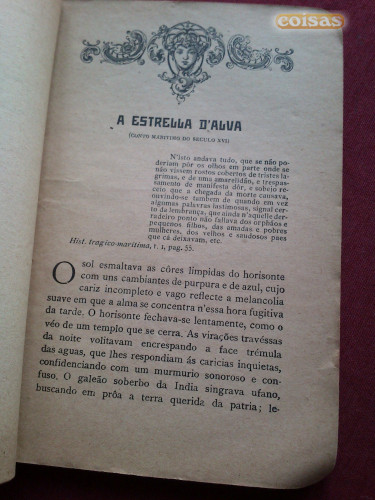 coisas
A ESTRELLA D'ALVA
(CONTO MARITIMO DO SECULO XVI)
N'isto andava tudo, que se não po-
deriam pôr os olhos em parte onde se
não vissem rostos cobertos de tristes la-
grimas, e de uma amarelidão, e trespas-
samento de manifesta dôr, e sobejo re-
ceio que a chegada da morte causava,
ouvindo-se tambem de quando em vez
algumas palavras lastimosas, signal cer-
to da lembrança, que ainda n'aquelle der-
radeiro ponto não faltava dos orphãos e
pequenos filhos, das amadas e pobres
mulheres, dos velhos e saudosos paes
que cá deixavam, etc.
Hist. tragico-maritima, t. 1, pag. 55.
O sol esmaltava as côres limpidas do horisonte
com uns cambiantes de purpura e de azul, cujo
cariz incompleto e vago reflecte a melancolia
suave em que a alma se concentra n'essa hora fugitiva
da tarde. O horisonte fechava-se lentamente, como o
véo de um templo que se cerra. As virações travéssas
da noite volitavam encrespando a face trémula
das aguas, que lhes respondiam ás caricias inquietas,
confidenciando com um murmurio sonoroso e con-
fuso. O galeão soberbo da India singrava ufano,
buscando em prôa a terra querida da patria; le-